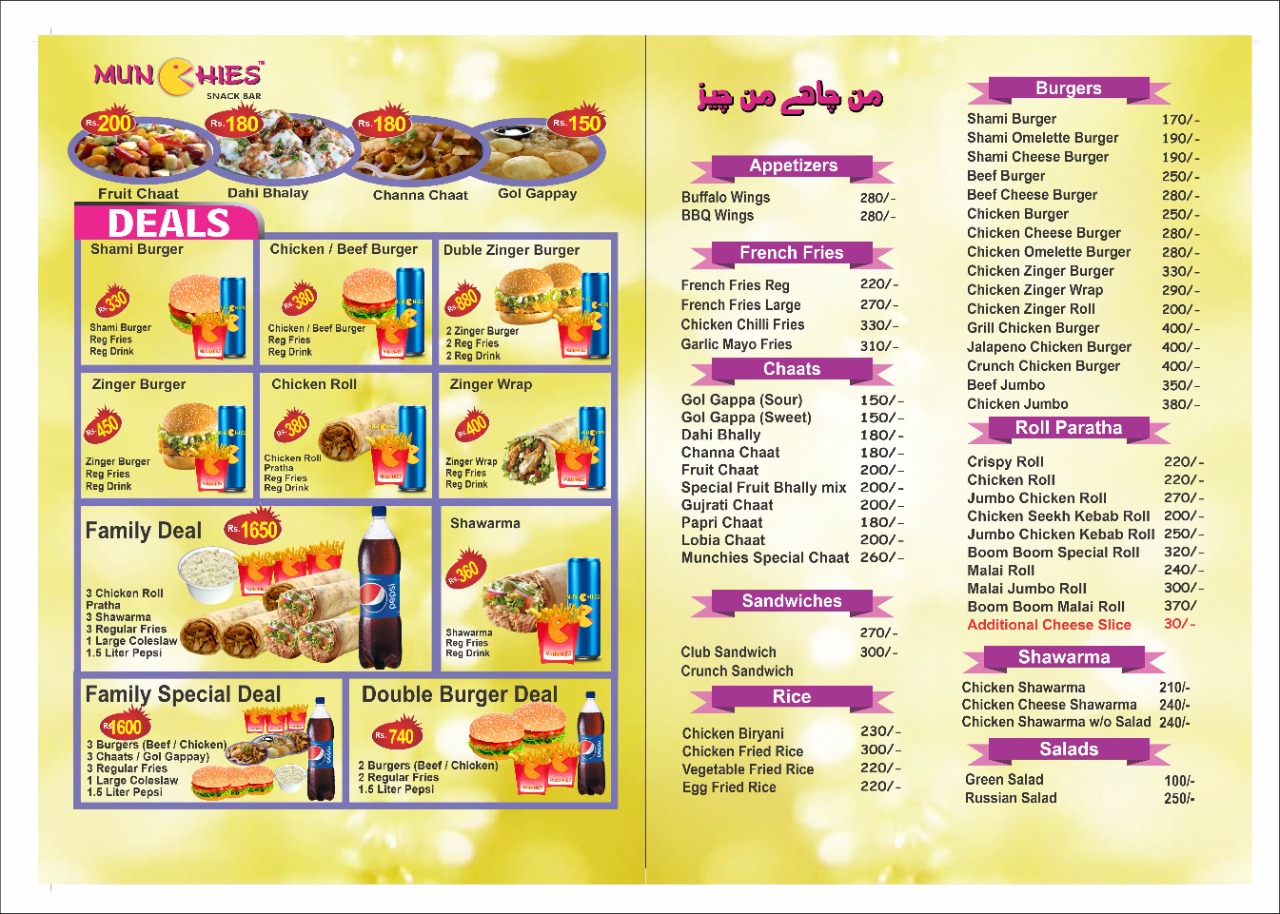 MUNCHIES™
SNACK BAR
Rs.200
Rs.180
Rs.180
Rs.150
Fruit Chaat
Dahi Bhalay
Channa Chaat
Gol Gappay
DEALS
Shami Burger
Rs.330
Shami Burger
Reg Fries
Reg Drink
Chicken / Beef Burger
Rs.380
Chicken / Beef Burger
Reg Fries
Reg Drink
Duble Zinger Burger
Rs.880
2 Zinger Burger
2 Reg Fries
2 Reg Drink
Zinger Burger
Rs.450
Zinger Burger
Reg Fries
Reg Drink
Chicken Roll
Rs.380
Chicken Roll
Pratha
Reg Fries
Reg Drink
Zinger Wrap
Rs.400
Zinger Wrap
Reg Fries
Reg Drink
Family Deal
Rs.1650
3 Chicken Roll
Pratha
3 Shawarma
3 Regular Fries
1 Large Coleslaw
1.5 Liter Pepsi
pepsi
Shawarma
Rs.360
Shawarma
Reg Fries
Reg Drink
Family Special Deal
Rs1600
3 Burgers (Beef / Chicken)
3 Chaats / Gol Gappay)
3 Regular Fries
1 Large Coleslaw
1.5 Liter Pepsi
Double Burger Deal
Rs.740
2 Burgers (Beef / Chicken)
2 Regular Fries
1.5 Liter Pepsi
من چاھے من چیز
Appetizers
Buffalo Wings 280/-
BBQ Wings 280/-
French Fries
French Fries Reg 220/-
French Fries Large 270/-
Chicken Chilli Fries 330/-
Garlic Mayo Fries 310/-
Chaats
Gol Gappa (Sour) 150/-
Gol Gappa (Sweet) 150/-
Dahi Bhally 180/-
Channa Chaat 180/-
Fruit Chaat 200/-
Special Fruit Bhally mix 200/-
Gujrati Chaat 200/-
Papri Chaat 180/-
Lobia Chaat 200/-
Munchies Special Chaat 260/-
Sandwiches
270/-
Club Sandwich 300/-
Crunch Sandwich
Rice
Chicken Biryani 230/-
Chicken Fried Rice 300/-
Vegetable Fried Rice 220/-
Egg Fried Rice 220/-
Burgers
Shami Burger 170/-
Shami Omelette Burger 190/-
Shami Cheese Burger 190/-
Beef Burger 250/-
Beef Cheese Burger 280/-
Chicken Burger 250/-
Chicken Cheese Burger 280/-
Chicken Omelette Burger 280/-
Chicken Zinger Burger 330/-
Chicken Zinger Wrap 290/-
Chicken Zinger Roll 200/-
Grill Chicken Burger 400/-
Jalapeno Chicken Burger 400/-
Crunch Chicken Burger 400/-
Beef Jumbo 350/-
Chicken Jumbo 380/-
Roll Paratha
Crispy Roll 220/-
Chicken Roll 220/-
Jumbo Chicken Roll 270/-
Chicken Seekh Kebab Roll 200/-
Jumbo Chicken Kebab Roll 250/-
Boom Boom Special Roll 320/-
Malai Roll 240/-
Malai Jumbo Roll 300/-
Boom Boom Malai Roll 370/
Additional Cheese Slice 30/-
Shawarma
Chicken Shawarma 210/-
Chicken Cheese Shawarma 240/-
Chicken Shawarma w/o Salad 240/-
Salads
Green Salad 100/-
Russian Salad 250/-